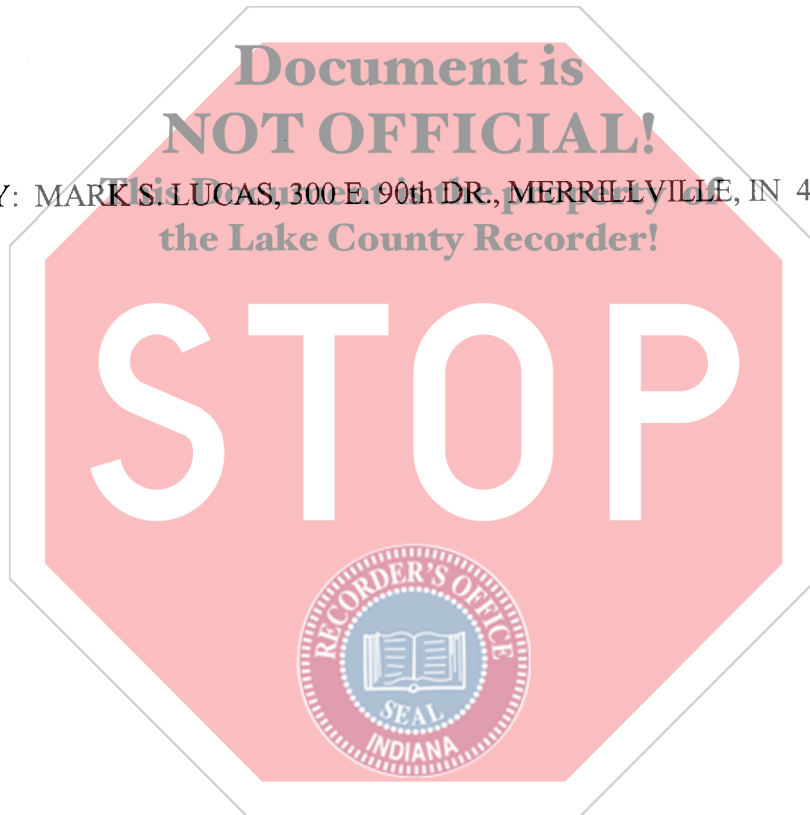 Document is
NOT OFFICIAL!
This Document is the property of
Y: MARK S. LUCAS, 300 E. 90th DR., MERRILLVILLE, IN 4
the Lake County Recorder!
STOP
RECORDER'S OFFICE
SEAL
INDIANA